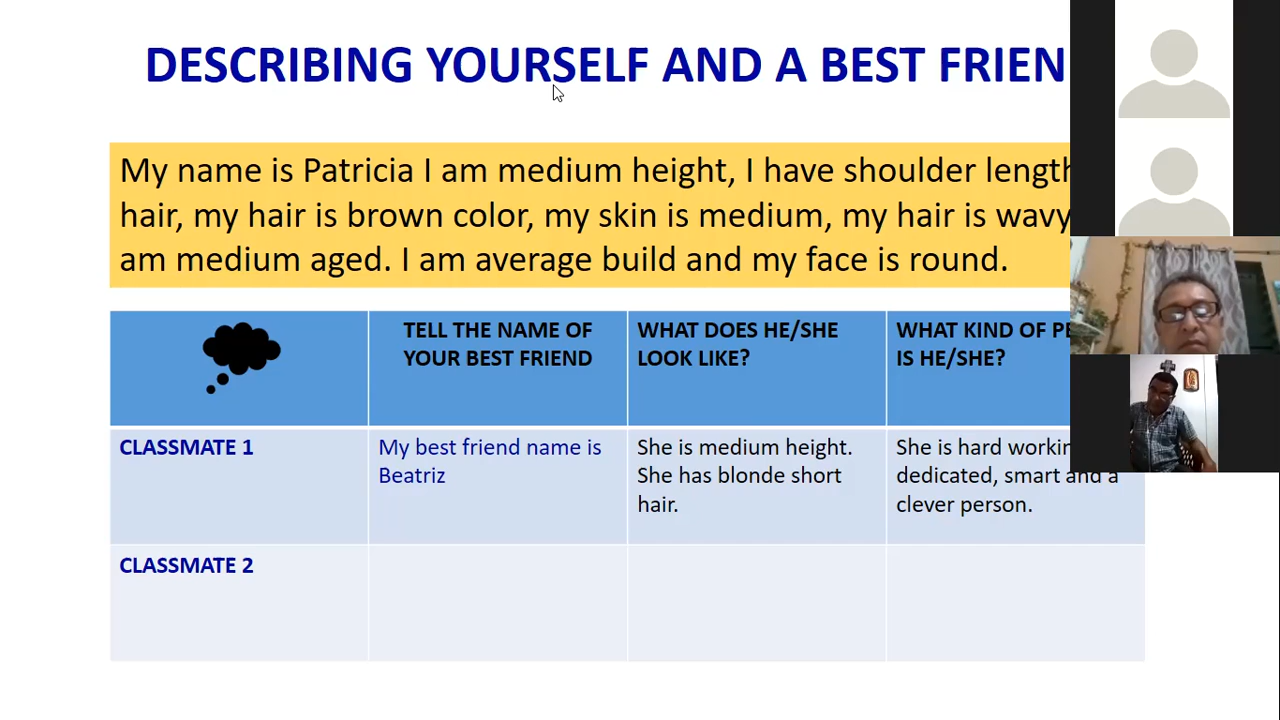 DESCRIBING YOURSELF AND A BEST FRIEN
My name is Patricia I am medium height, I have shoulder length
hair, my hair is brown color, my skin is medium, my hair is wavy
am medium aged. I am average build and my face is round.
TELL THE NAME OF
YOUR BEST FRIEND
WHAT DOES HE/SHE
LOOK LIKE?
WHAT KIND OF PE
IS HE/SHE?
CLASSMATE 1
My best friend name is
Beatriz
She is medium height.
She has blonde short
hair.
She is hard workin
dedicated, smart and a
clever person.
CLASSMATE 2